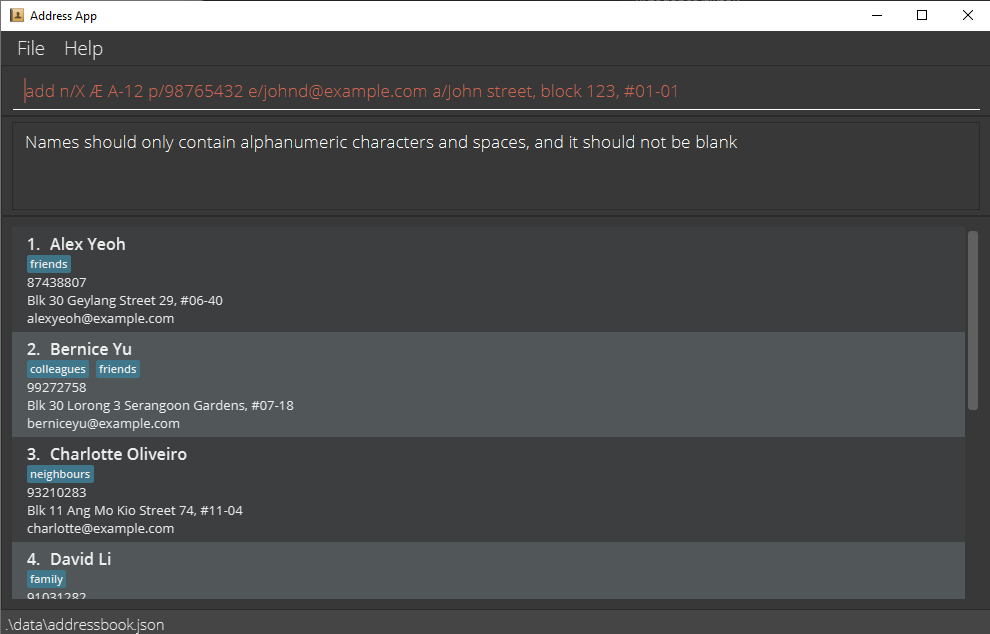 Address App
File Help
add n/X Æ A-12 p/98765432 e/johnd@example.com a/John street, block 123, #01-01
Names should only contain alphanumeric characters and spaces, and it should not be blank
1. Alex Yeoh
friends
87438807
Blk 30 Geylang Street 29, #06-40
alexyeoh@example.com
2. Bernice Yu
colleagues friends
99272758
Blk 30 Lorong 3 Serangoon Gardens, #07-18
berniceyu@example.com
3. Charlotte Oliveiro
neighbours
93210283
Blk 11 Ang Mo Kio Street 74, #11-04
charlotte@example.com
4. David Li
family
91031282
.\data\addressbook.json